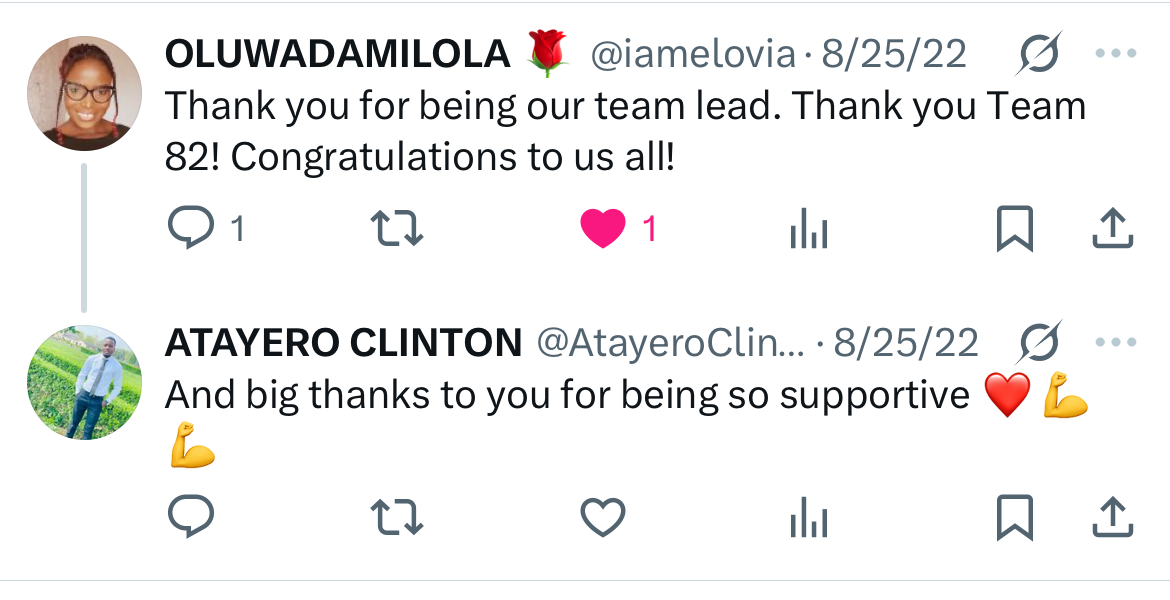 OLUWADAMILOLA 🌹 @iamelovia · 8/25/22
Thank you for being our team lead. Thank you Team
82! Congratulations to us all!
1 1
ATAYERO CLINTON @AtayeroClin... · 8/25/22
And big thanks to you for being so supportive ❤️💪
💪